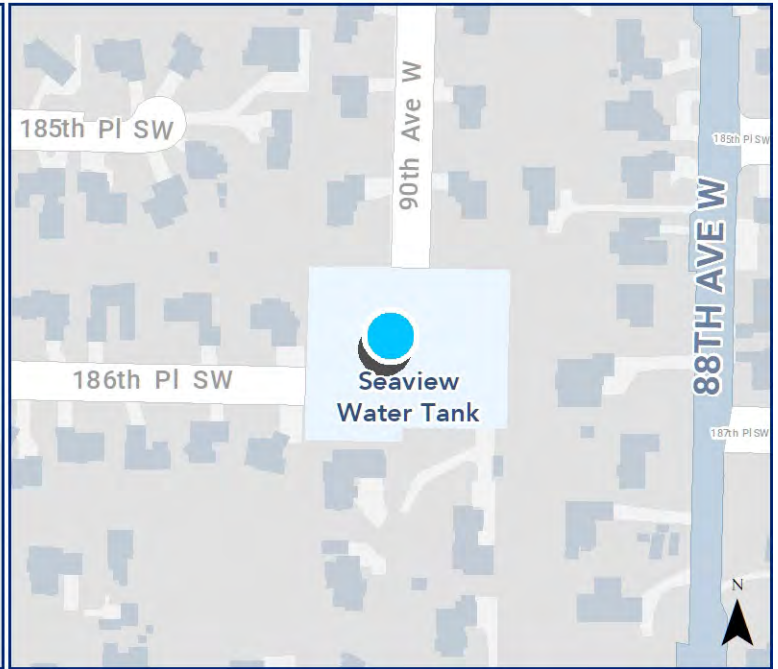 90th Ave W
185th Pl SW
185th Pl SW
88TH AVE W
186th Pl SW
Seaview
Water Tank
187th Pl SW
N